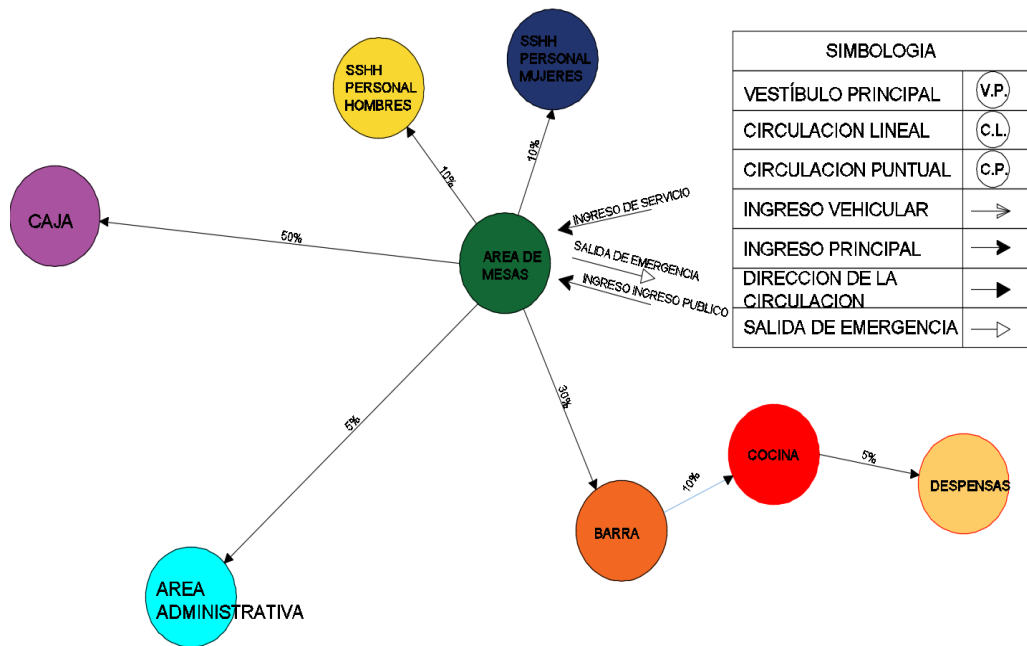 SSHH
PERSONAL
HOMBRES
SSHH
PERSONAL
MUJERES
10%
10%
CAJA
50%
AREA DE
MESAS
INGRESO DE SERVICIO
SALIDA DE EMERGENCIA
INGRESO INGRESO PUBLICO
SIMBOLOGIA
VESTÍBULO PRINCIPAL
V.P.
CIRCULACION LINEAL
C.L.
CIRCULACION PUNTUAL
C.P.
INGRESO VEHICULAR
INGRESO PRINCIPAL
DIRECCION DE LA
CIRCULACION
SALIDA DE EMERGENCIA
5%
30%
AREA
ADMINISTRATIVA
BARRA
10%
COCINA
5%
DESPENSAS